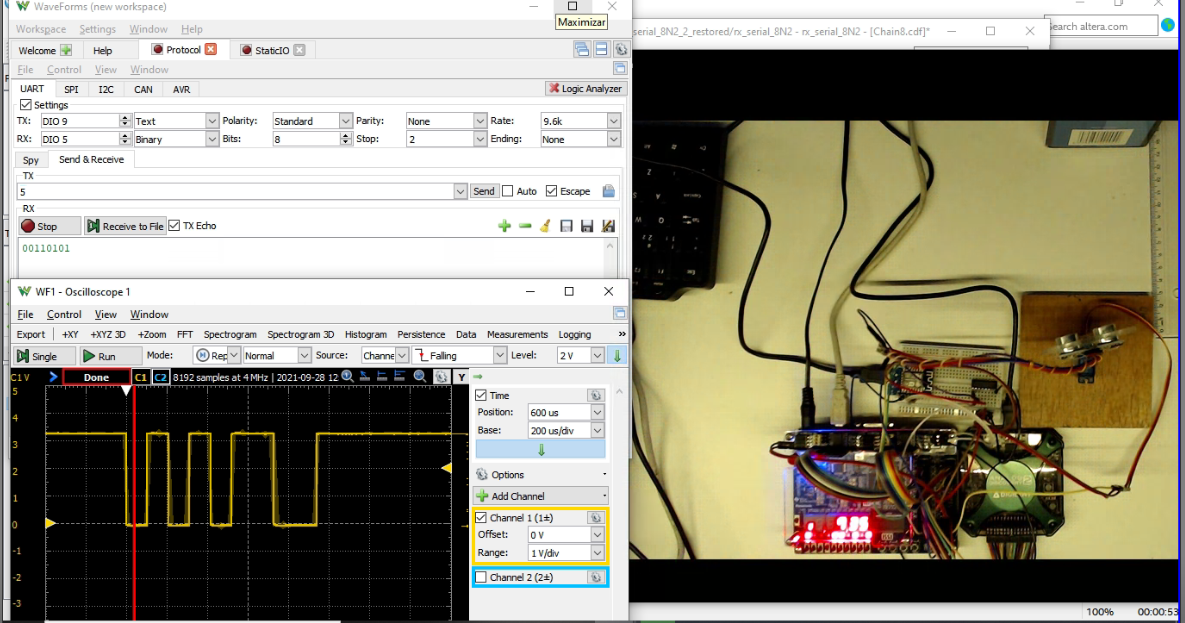 WaveForms (new workspace)
Maximizar
Workspace Settings Window Help
Welcome Help Protocol StaticIO
File Control View Window
UART SPI I2C CAN AVR Logic Analyzer
Settings
TX: DIO 9 Text Polarity: Standard Parity: None Rate: 9.6k
RX: DIO 5 Binary Bits: 8 Stop: 2 Ending: None
Spy Send & Receive
TX
5 Send Auto Escape
RX
Stop Receive to File TX Echo
00110101
WF1 - Oscilloscope 1
File Control View Window
Export +XY +XYZ 3D +Zoom FFT Spectrogram Spectrogram 3D Histogram Persistence Data Measurements Logging »
Single Run Mode: Rep Normal Source: Channe Falling Level: 2 V
C1 V Done C1 C2 8192 samples at 4 MHz | 2021-09-28 12 Y
5
4
3
2
1
0
-1
-2
-3
Time
Position: 600 us
Base: 200 us/div
Options
Add Channel
Channel 1 (1±)
Offset: 0 V
Range: 1 V/div
Channel 2 (2±)
serial_8N2_2_restored/rx_serial_8N2 - rx_serial_8N2 - [Chain8.cdf]*
Search altera.com
100% 00:00:53